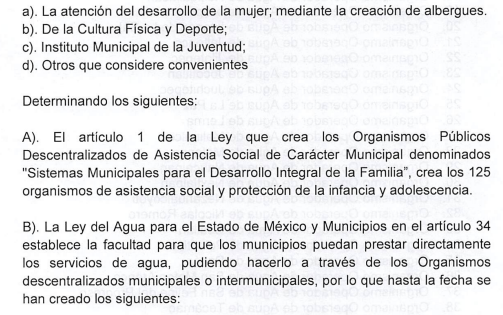 a). La atención del desarrollo de la mujer; mediante la creación de albergues.
b). De la Cultura Física y Deporte;
c). Instituto Municipal de la Juventud;
d). Otros que considere convenientes
Determinando los siguientes:
A). El artículo 1 de la Ley que crea los Organismos Públicos
Descentralizados de Asistencia Social de Carácter Municipal denominados
"Sistemas Municipales para el Desarrollo Integral de la Familia", crea los 125
organismos de asistencia social y protección de la infancia y adolescencia.
B). La Ley del Agua para el Estado de México y Municipios en el artículo 34
establece la facultad para que los municipios puedan prestar directamente
los servicios de agua, pudiendo hacerlo a través de los Organismos
descentralizados municipales o intermunicipales, por lo que hasta la fecha se
han creado los siguientes: